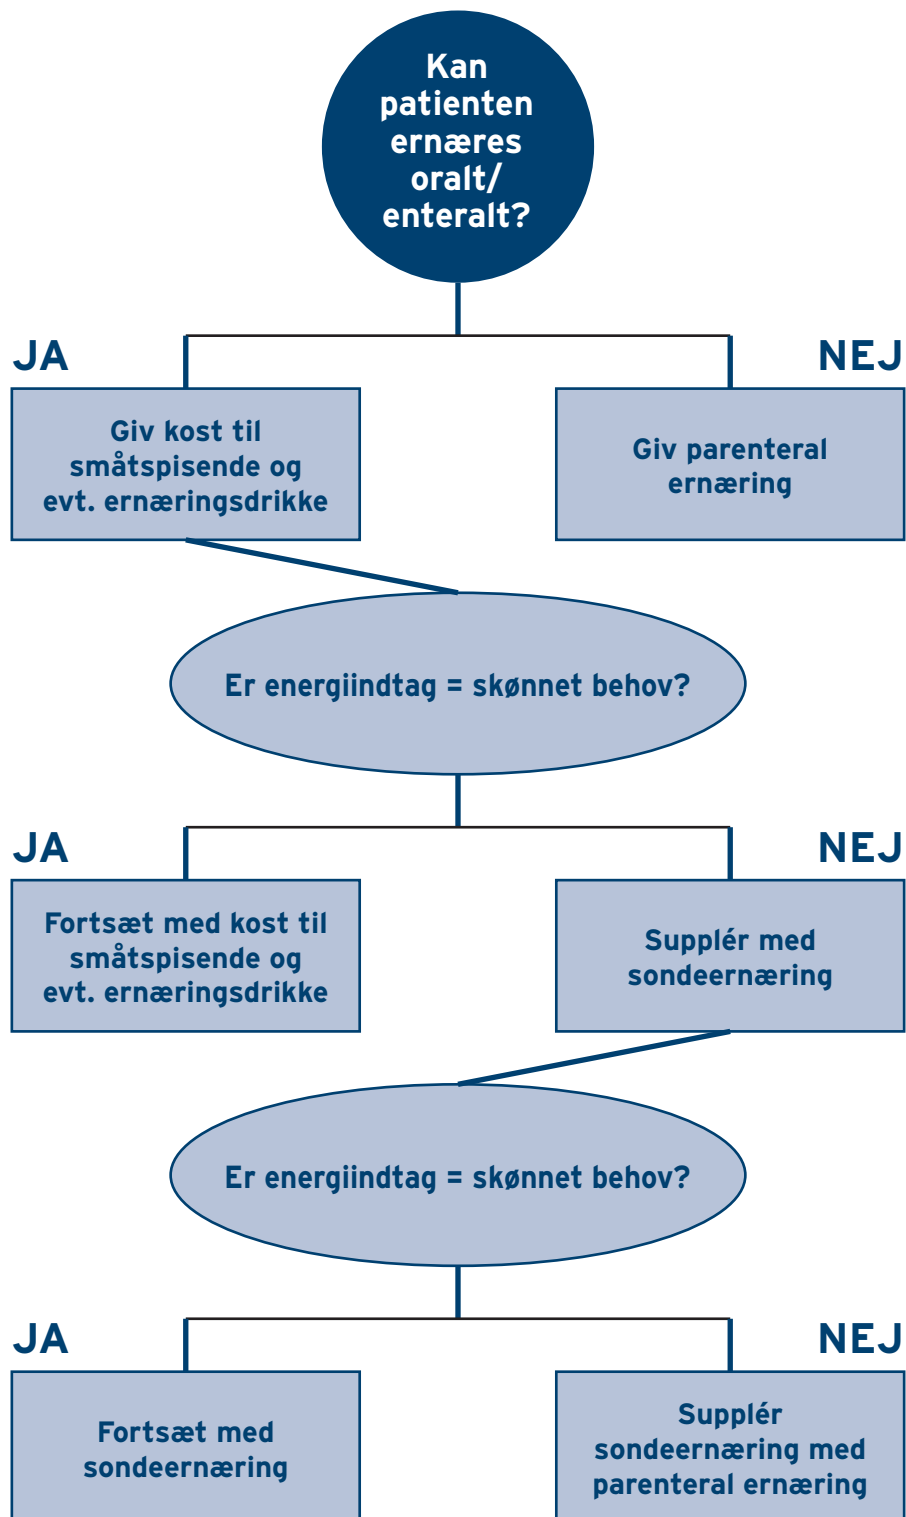 Kan
patienten
ernæres
oralt/
enteralt?
JA
NEJ
Giv kost til
småtspisende og
evt. ernæringsdrikke
Giv parenteral
ernæring
Er energiindtag = skønnet behov?
JA
NEJ
Fortsæt med kost til
småtspisende og
evt. ernæringsdrikke
Supplér med
sondeernæring
Er energiindtag = skønnet behov?
JA
NEJ
Fortsæt med
sondeernæring
Supplér
sondeernæring med
parenteral ernæring